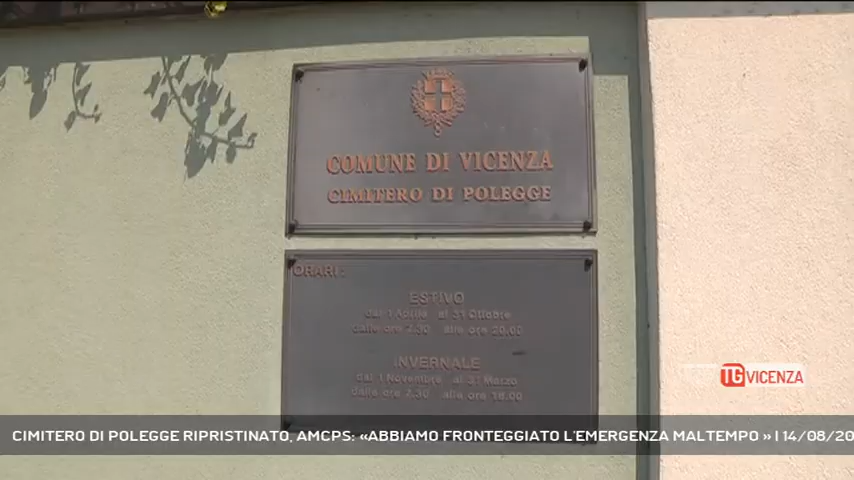 COMUNE DI VICENZA
CIMITERO DI POLEGGE
ORARI:
ESTIVO
dal 1 Aprile al 31 Ottobre
dalle ore 7.30 alle ore 20.00
INVERNALE
dal 1 Novembre al 31 Marzo
dalle ore 7.30 alle ore 18.00
TG VICENZA
CIMITERO DI POLEGGE RIPRISTINATO, AMCPS: «ABBIAMO FRONTEGGIATO L'EMERGENZA MALTEMPO » | 14/08/20